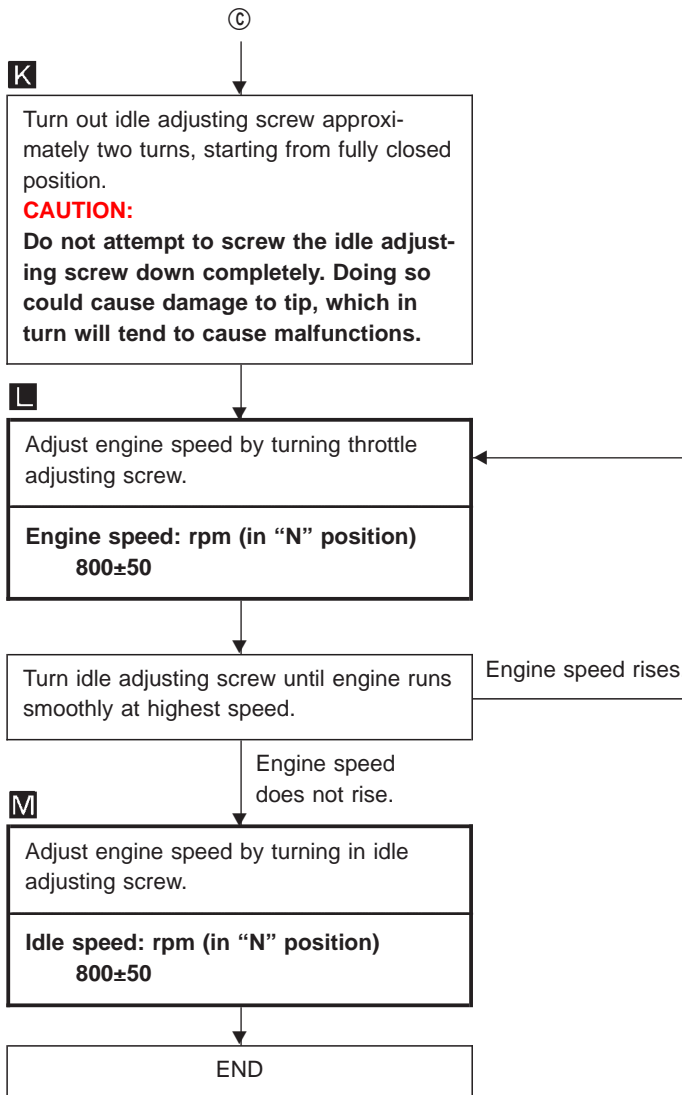 ©
K
Turn out idle adjusting screw approxi-
mately two turns, starting from fully closed
position.
CAUTION:
Do not attempt to screw the idle adjust-
ing screw down completely. Doing so
could cause damage to tip, which in
turn will tend to cause malfunctions.
L
Adjust engine speed by turning throttle
adjusting screw.
Engine speed: rpm (in “N” position)
800±50
Turn idle adjusting screw until engine runs
smoothly at highest speed.
Engine speed rises
Engine speed
does not rise.
M
Adjust engine speed by turning in idle
adjusting screw.
Idle speed: rpm (in “N” position)
800±50
END